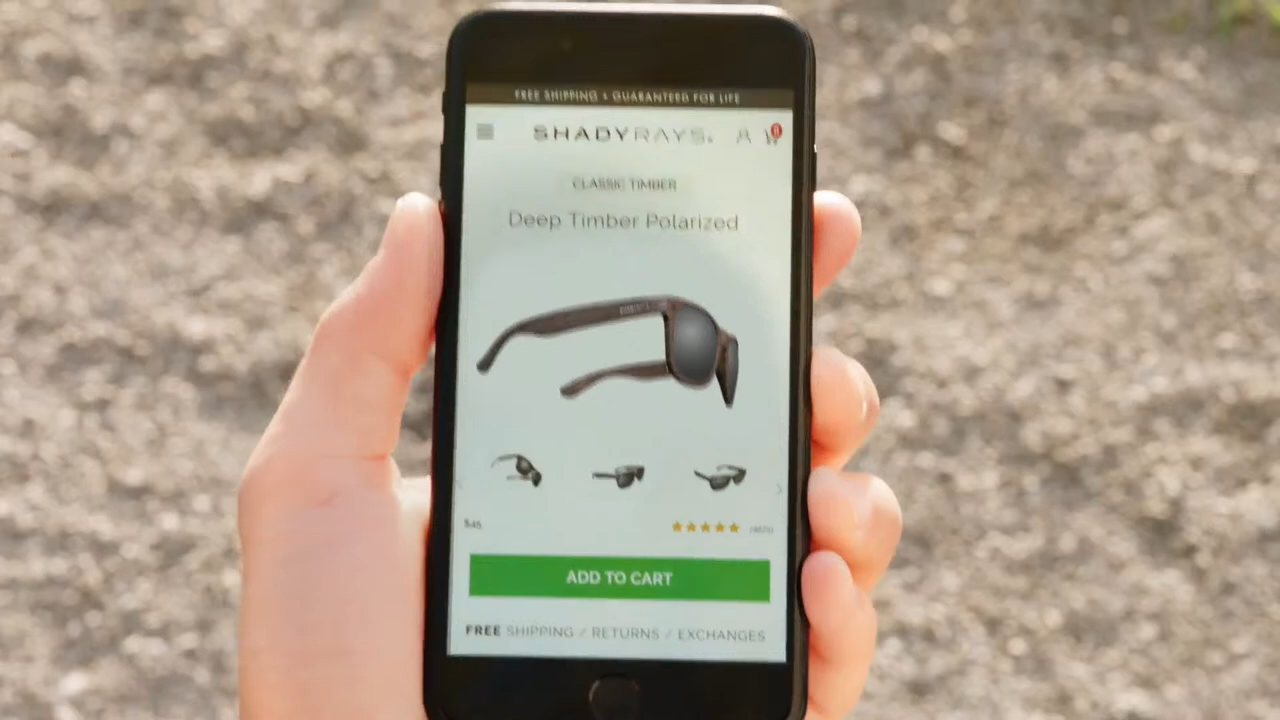 FREE SHIPPING & GUARANTEED FOR LIFE
SHADYRAYS.
CLASSIC TIMBER
Deep Timber Polarized
$45
ADD TO CART
FREE SHIPPING / RETURNS / EXCHANGES